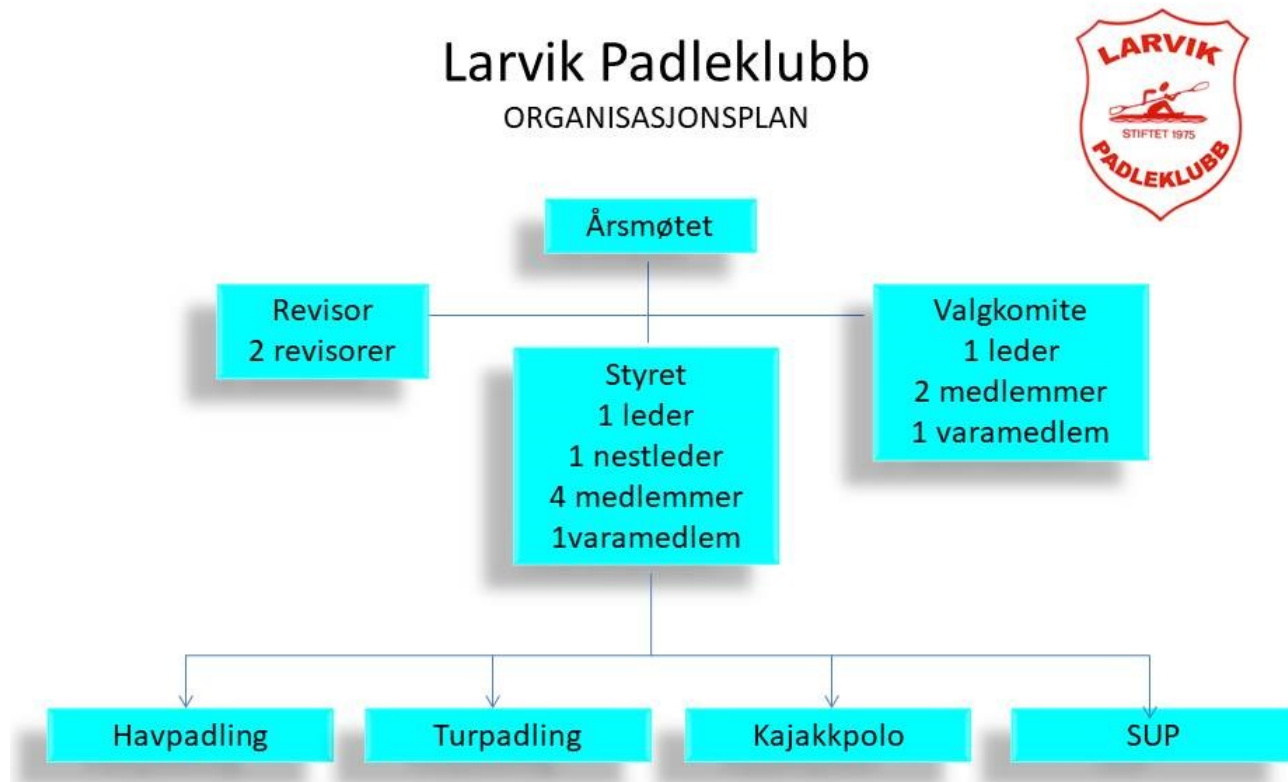 Larvik Padleklubb
ORGANISASJONSPLAN
LARVIK
STIFTET 1975
PADLEKLUBB
Årsmøtet
Revisor
2 revisorer
Styret
1 leder
1 nestleder
4 medlemmer
1varamedlem
Valgkomite
1 leder
2 medlemmer
1 varamedlem
Havpadling
Turpadling
Kajakkpolo
SUP